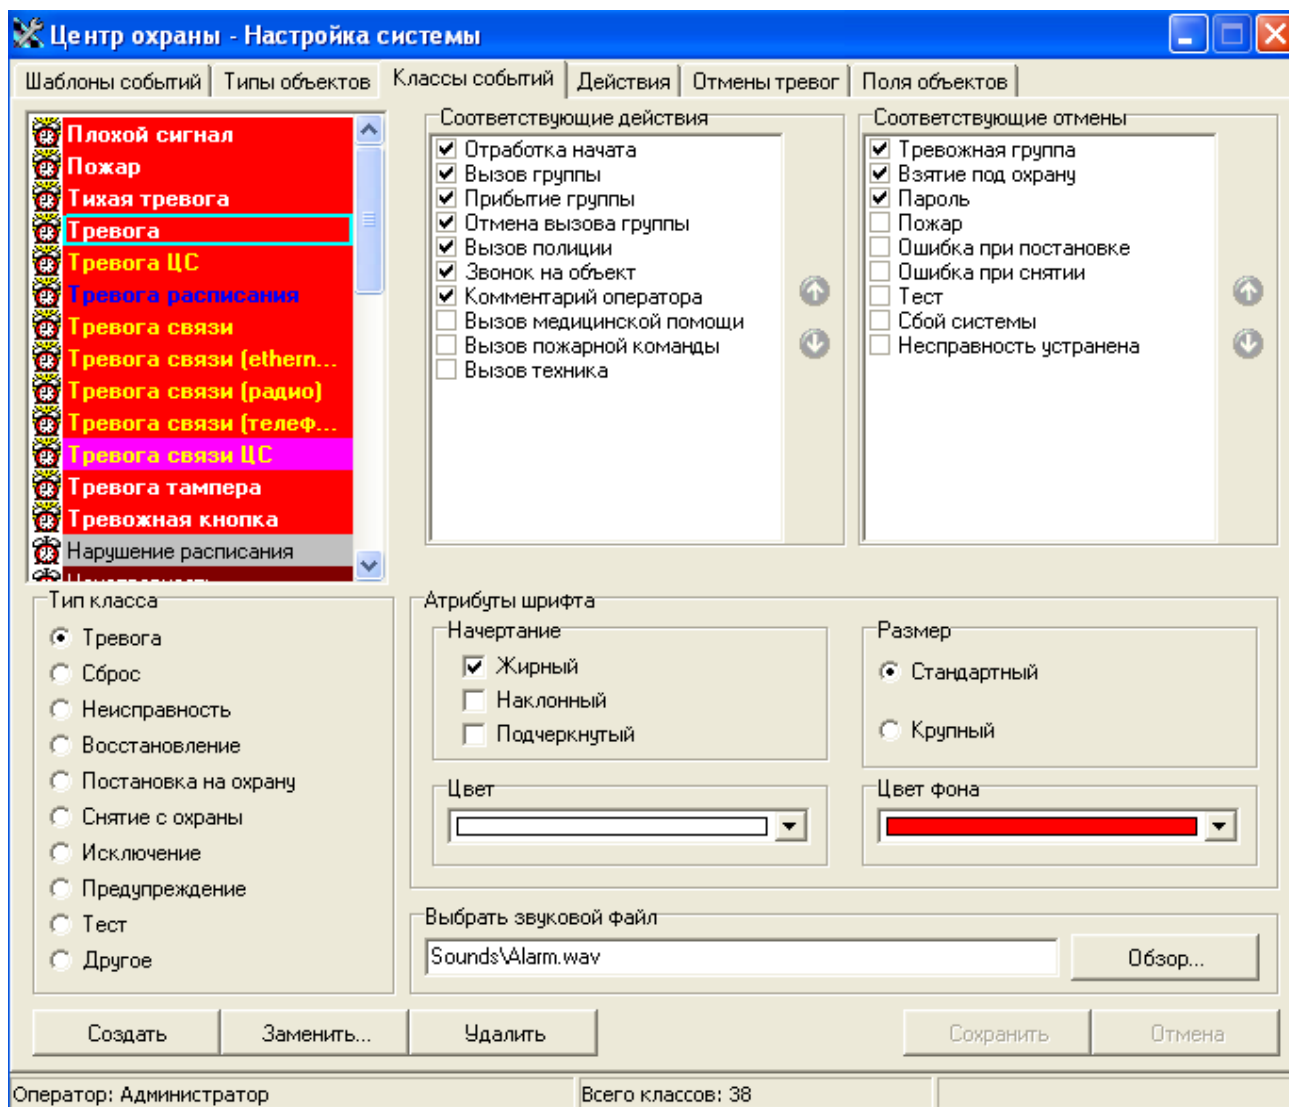 Центр охраны - Настройка системы
Шаблоны событий Типы объектов Классы событий Действия Отмены тревог Поля объектов
Плохой сигнал
Пожар
Тихая тревога
Тревога
Тревога ЦС
Тревога расписания
Тревога связи
Тревога связи (ethern...
Тревога связи (радио)
Тревога связи (телеф...
Тревога связи ЦС
Тревога тампера
Тревожная кнопка
Нарушение расписания
Соответствующие действия
Отработка начата
Вызов группы
Прибытие группы
Отмена вызова группы
Вызов полиции
Звонок на объект
Комментарий оператора
Вызов медицинской помощи
Вызов пожарной команды
Вызов техника
Соответствующие отмены
Тревожная группа
Взятие под охрану
Пароль
Пожар
Ошибка при постановке
Ошибка при снятии
Тест
Сбой системы
Несправность устранена
Тип класса
Тревога
Сброс
Неисправность
Восстановление
Постановка на охрану
Снятие с охраны
Исключение
Предупреждение
Тест
Другое
Атрибуты шрифта
Начертание
Жирный
Наклонный
Подчеркнутый
Размер
Стандартный
Крупный
Цвет
Цвет фона
Выбрать звуковой файл
Sounds\Alarm.wav
Обзор...
Создать Заменить... Удалить Сохранить Отмена
Оператор: Администратор Всего классов: 38